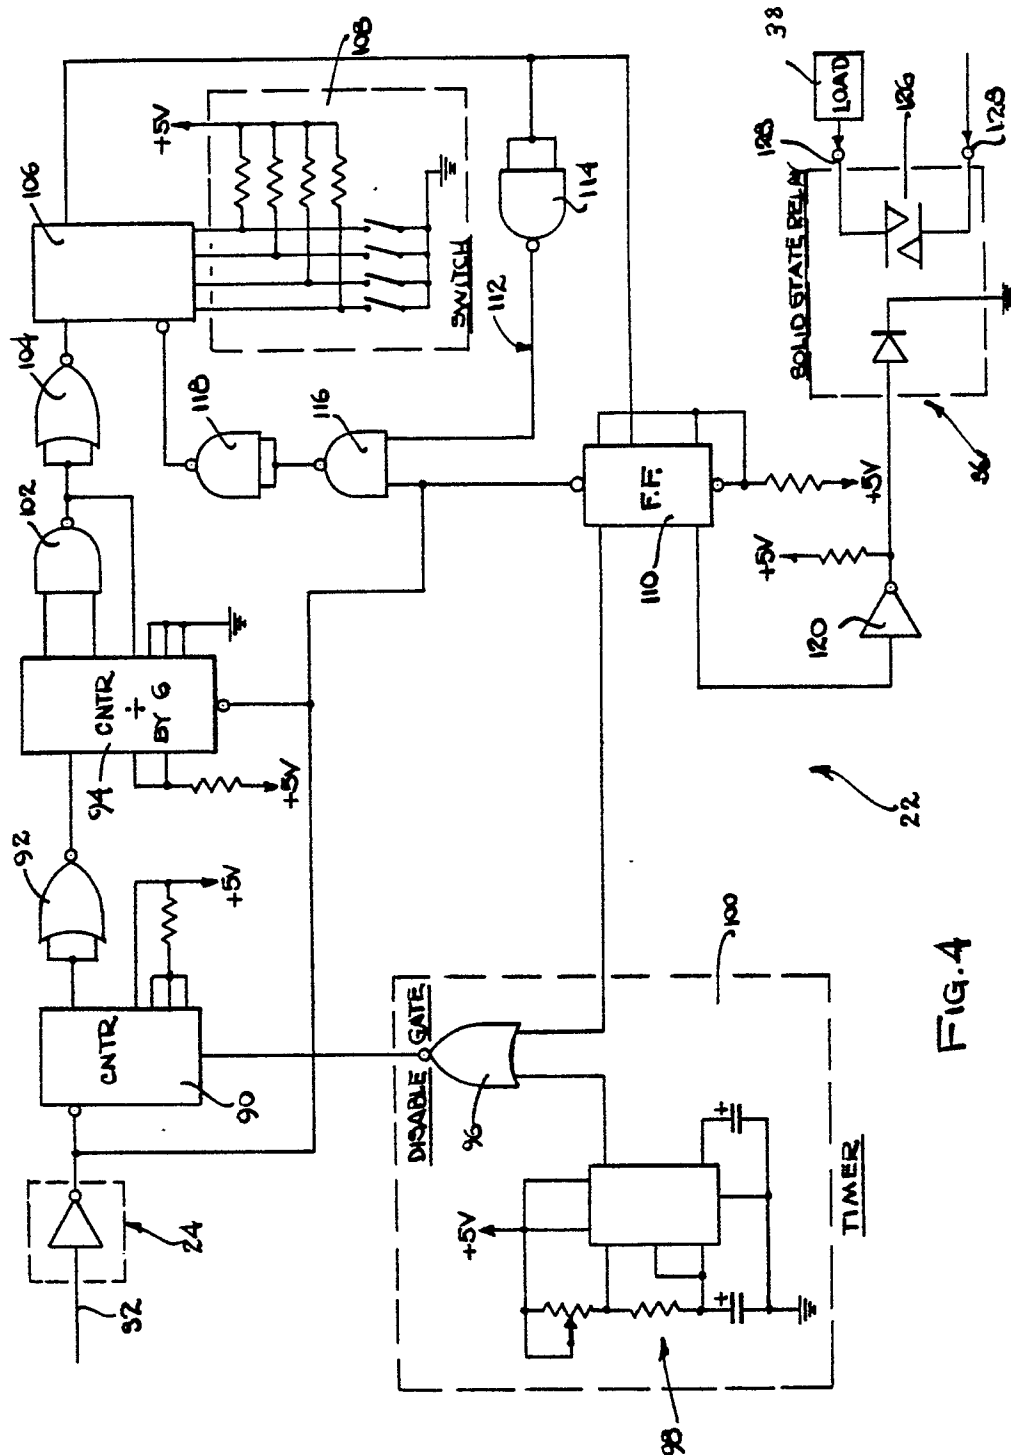 32
24
CNTR
90
+5V
92
CNTR
÷
BY 6
94
+5V
102
104
106
+5V
108
SWITCH
118
116
112
114
DISABLE GATE
96
+5V
98
100
TIMER
F.F.
110
+5V
+5V
120
36
SOLID STATE RELAY
128
LOAD
38
126
128
22
FIG. 4